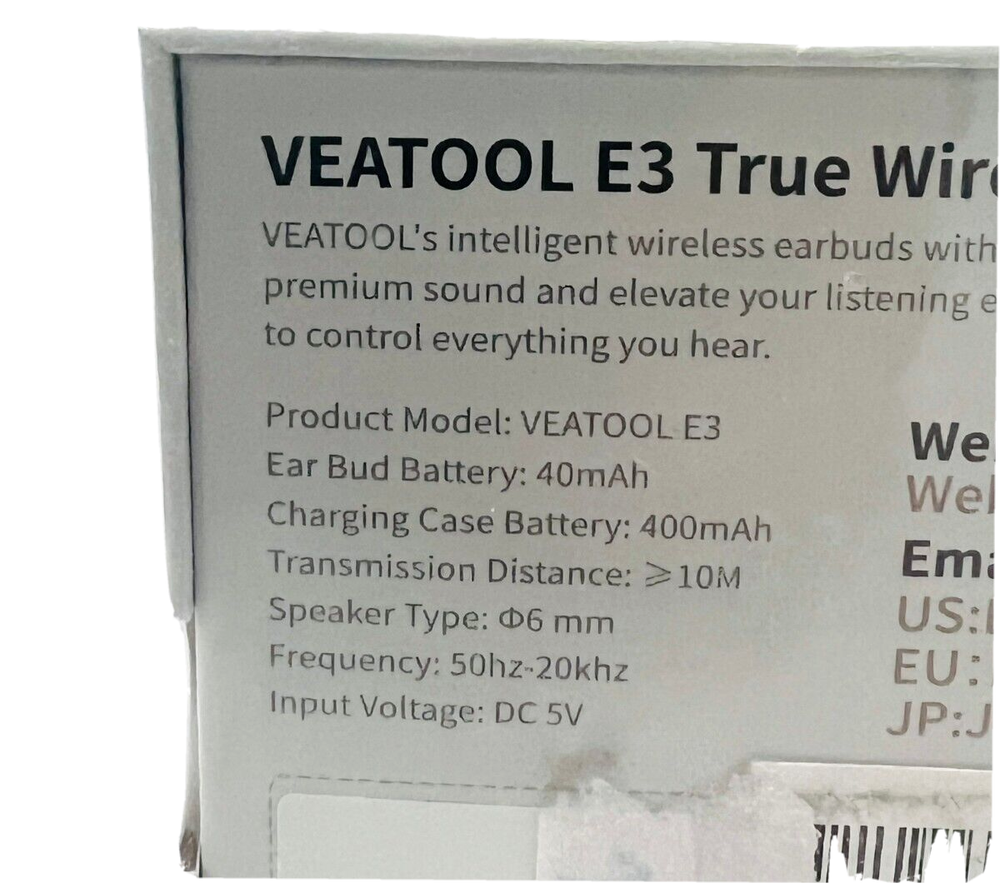 VEATOOL E3 True
VEATOOL's intelligent wireless earbuds with
premium sound and elevate your listening
to control everything you hear.
Product Model: VEATOOL E3
Ear Bud Battery: 40mAh
Charging Case Battery: 400mAh
Transmission Distance: ⩾10M
Speaker Type: Φ6 mm
Frequency: 50hz-20khz
Input Voltage: DC 5V
US:
EU:
JP: